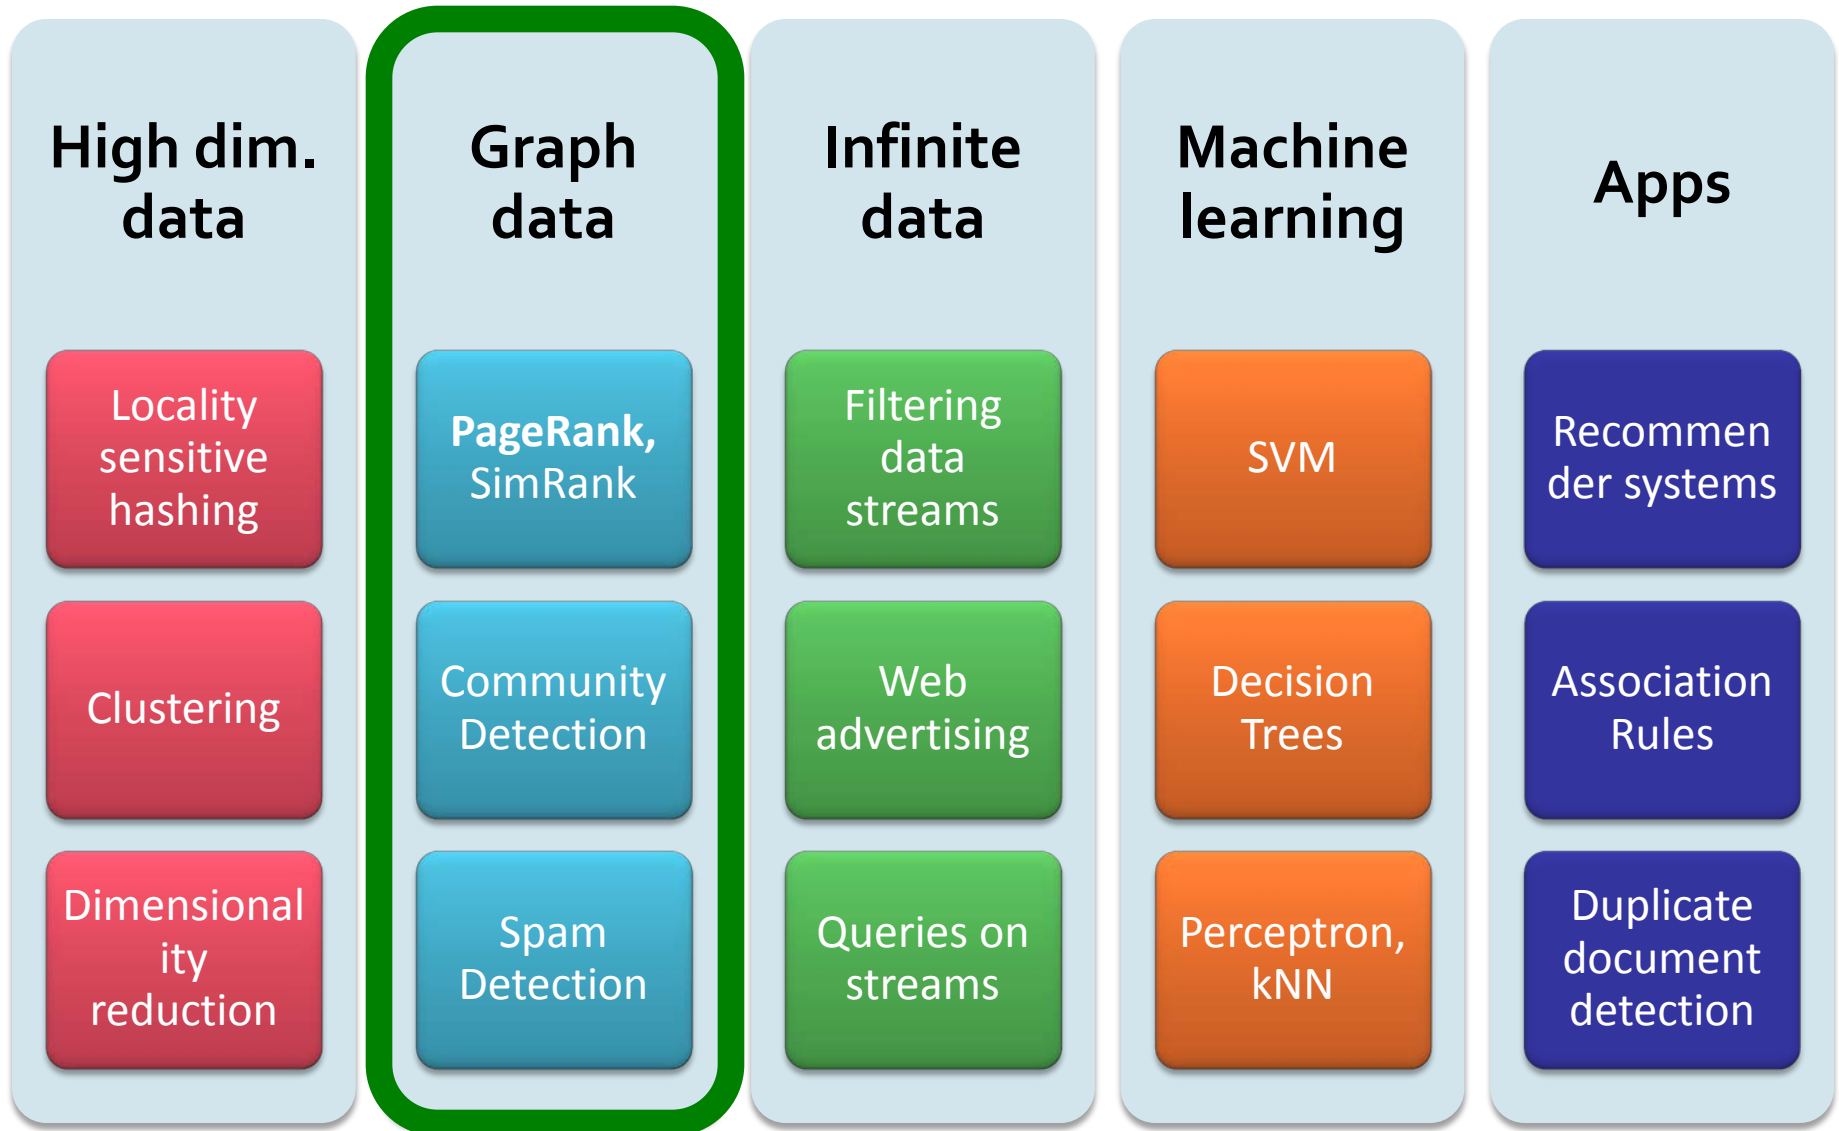 High dim.
data
Locality
sensitive
hashing
Clustering
Dimensional
ity
reduction
Graph
data
PageRank,
SimRank
Community
Detection
Spam
Detection
Infinite
data
Filtering
data
streams
Web
advertising
Queries on
streams
Machine
learning
SVM
Decision
Trees
Perceptron,
kNN
Apps
Recommen
der systems
Association
Rules
Duplicate
document
detection